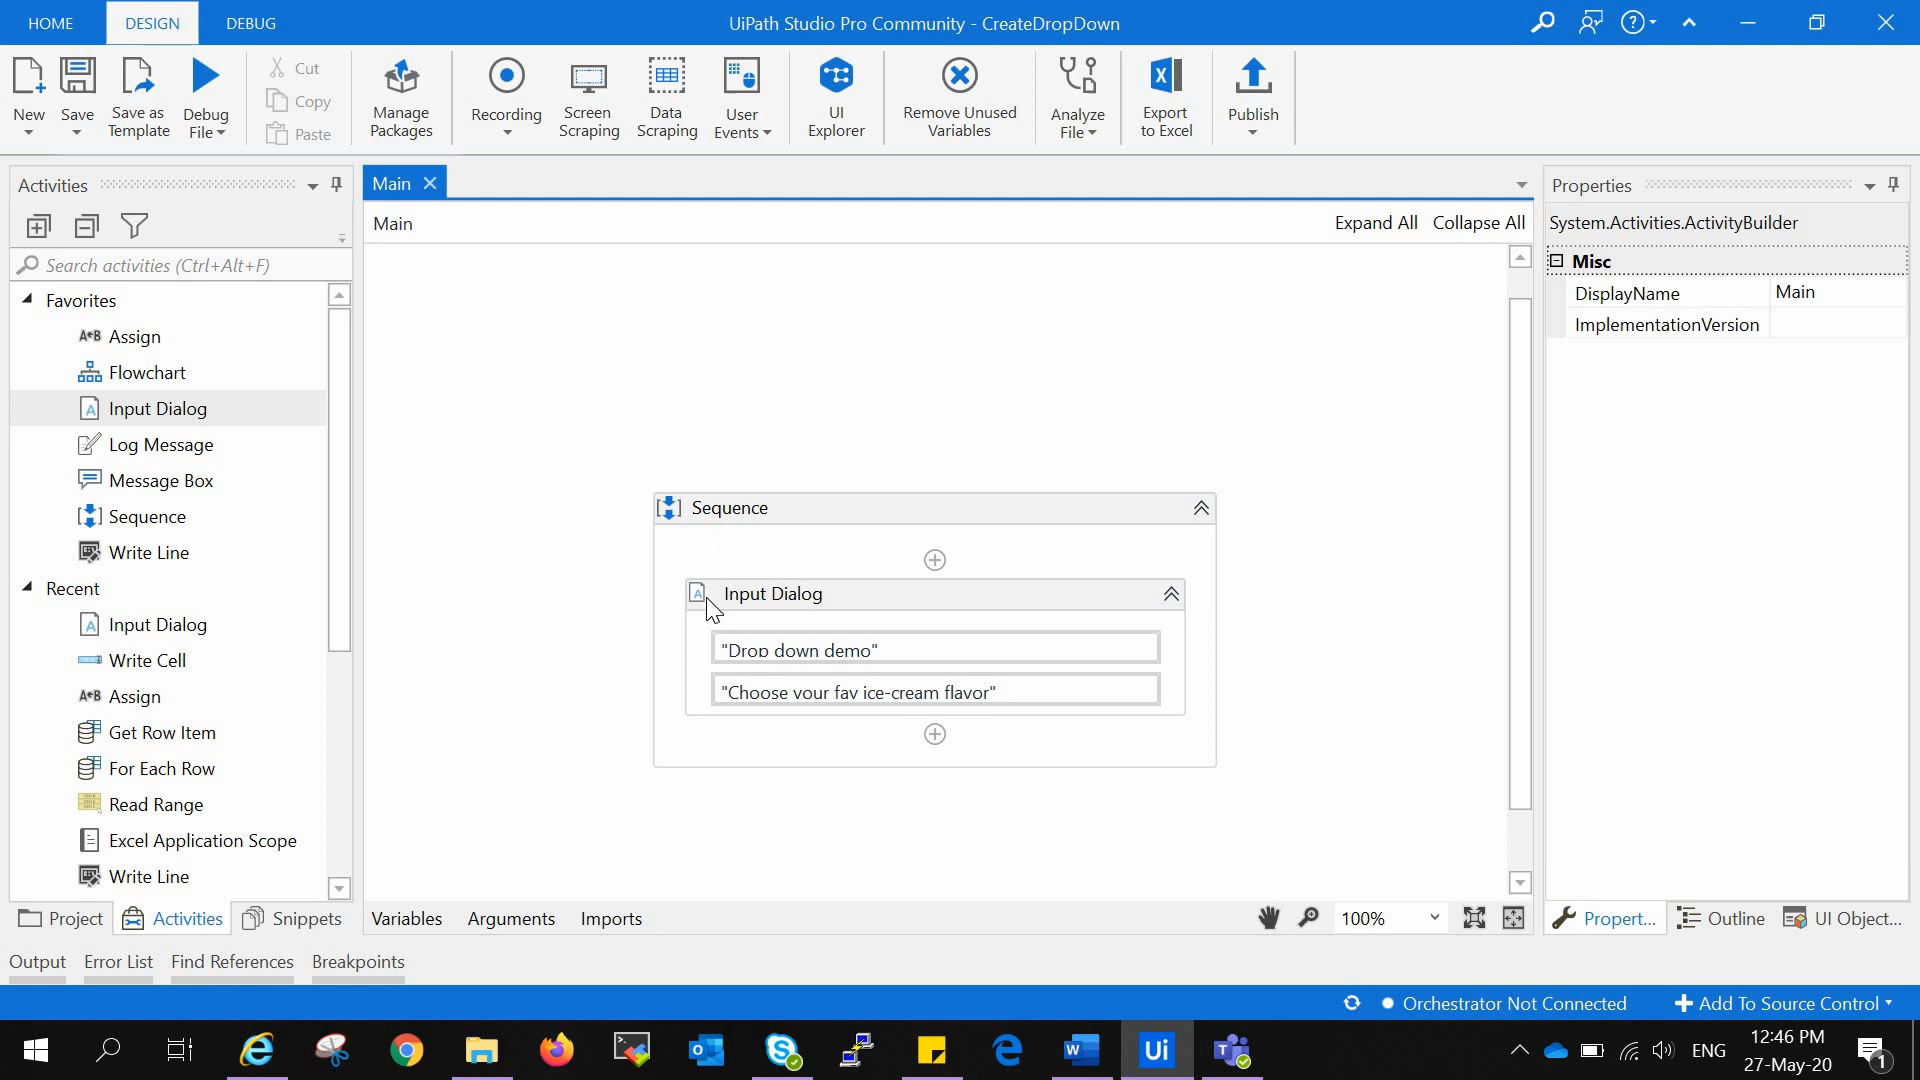 HOME
DESIGN
DEBUG
UiPath Studio Pro Community - CreateDropDown
New
Save
Save as
Template
Debug
File
Cut
Copy
Paste
Manage
Packages
Recording
Screen
Scraping
Data
Scraping
User
Events
UI
Explorer
Remove Unused
Variables
Analyze
File
Export
to Excel
Publish
Activities
Search activities (Ctrl+Alt+F)
Favorites
Assign
Flowchart
Input Dialog
Log Message
Message Box
Sequence
Write Line
Recent
Input Dialog
Write Cell
Assign
Get Row Item
For Each Row
Read Range
Excel Application Scope
Write Line
Project
Activities
Snippets
Main
Main
Expand All
Collapse All
Sequence
Input Dialog
"Drop down demo"
"Choose your fav ice-cream flavor"
Variables
Arguments
Imports
100%
Properties
System.Activities.ActivityBuilder
Misc
DisplayName
Main
ImplementationVersion
Propert...
Outline
UI Object...
Output
Error List
Find References
Breakpoints
Orchestrator Not Connected
Add To Source Control
Ui
ENG
12:46 PM
27-May-20
1